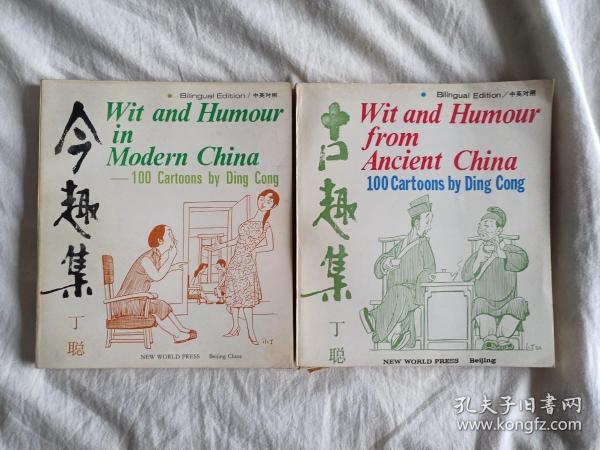 Bilingual Edition / 中英对照
Wit and Humour
in
Modern China
—100 Cartoons by Ding Cong
今趣集
丁聪
小丁
NEW WORLD PRESS Beijing China
Bilingual Edition / 中英对照
Wit and Humour
from
Ancient China
100 Cartoons by Ding Cong
古趣集
丁聪
NEW WORLD PRESS Beijing
孔夫子旧书网
www.kongfz.com